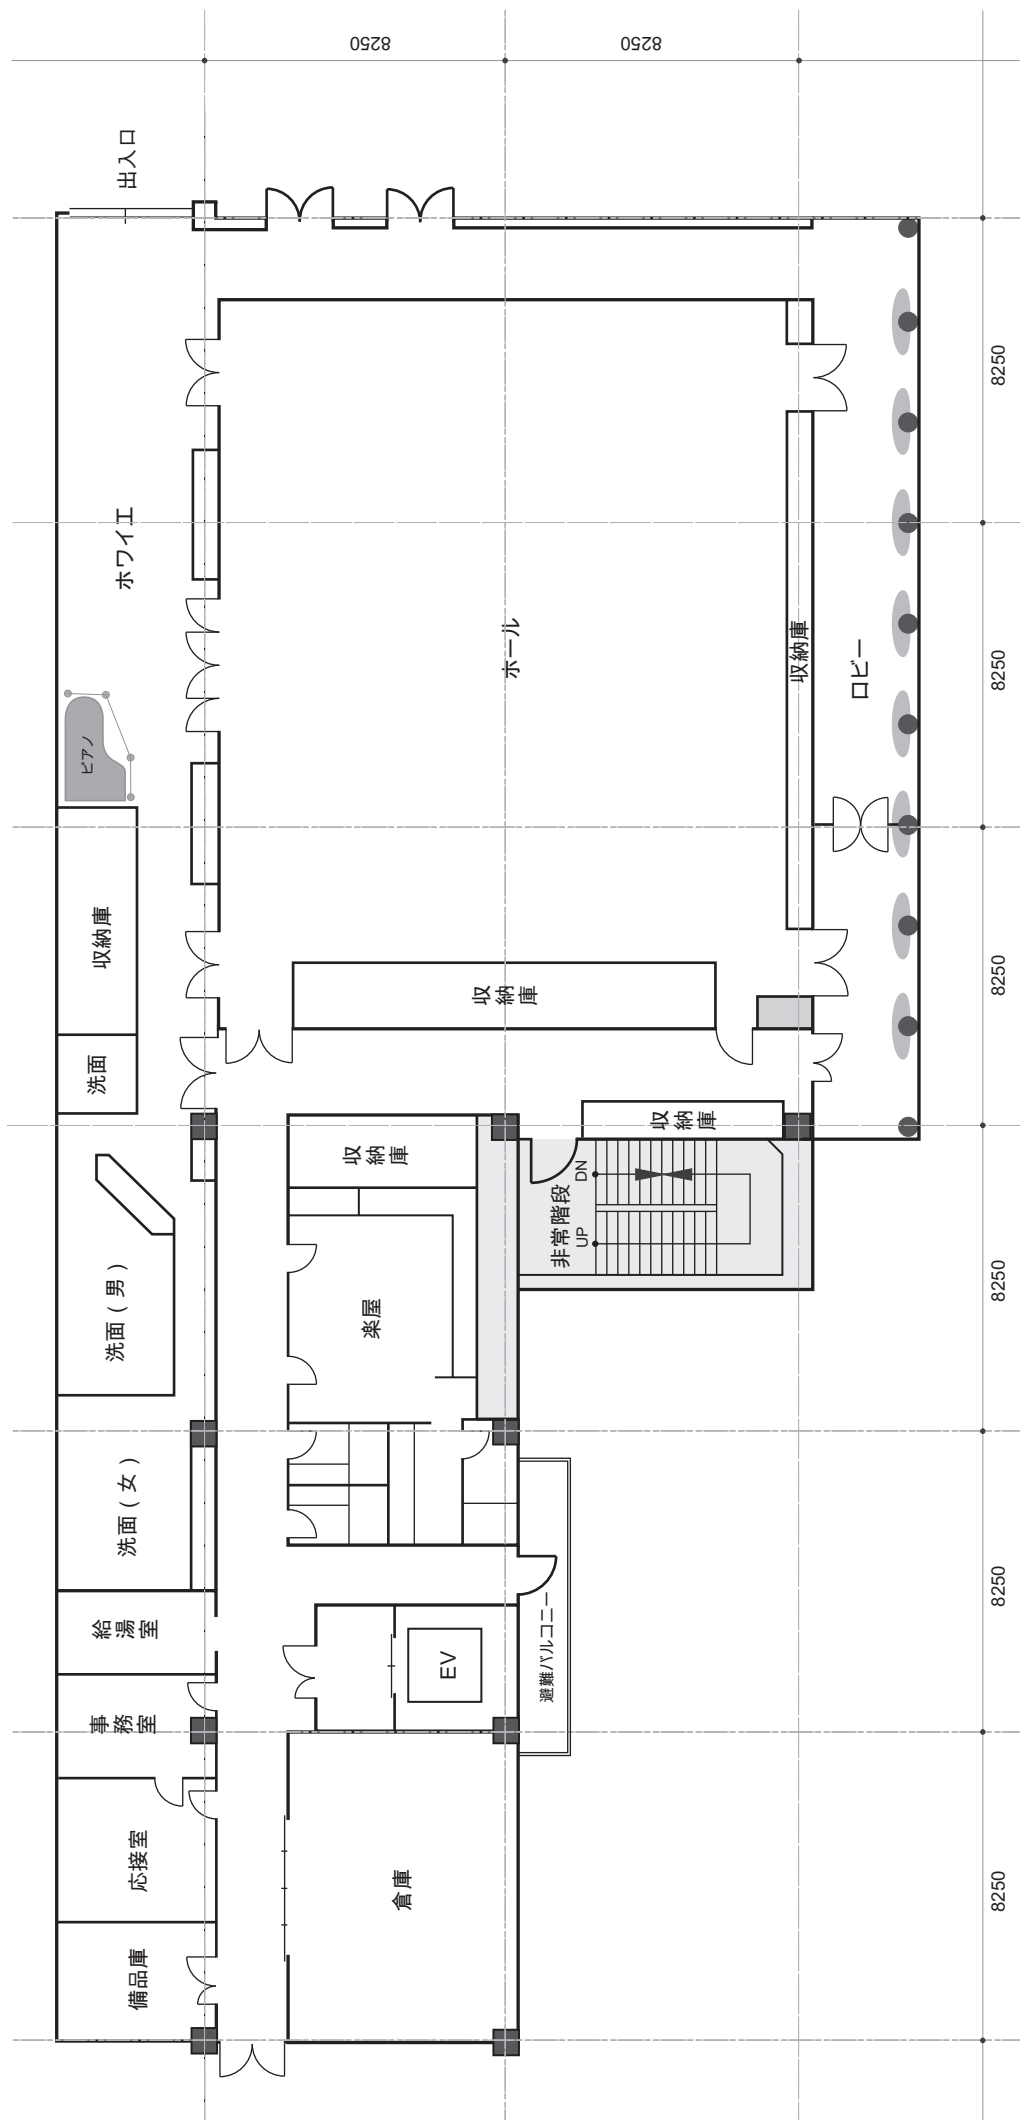 8250
8250
出入口
ホワイエ
ピアノ
収納庫
洗面
洗面(男)
洗面(女)
給湯室
事務室
応接室
備品庫
ホール
収納庫
ロビー
収納庫
収納庫
収納庫
楽屋
非常階段
DN
UP
EV
避難バルコニー
倉庫
8250
8250
8250
8250
8250
8250